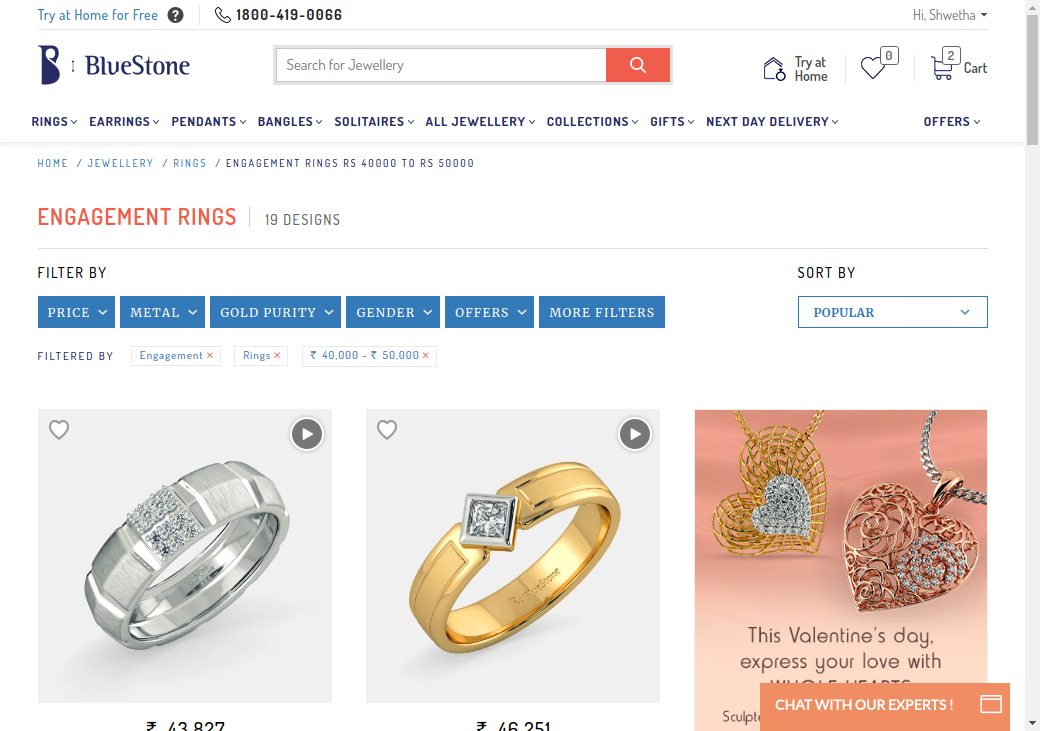 Try at Home for Free ? 1800-419-0066 Hi, Shwetha
BlueStone
Search for Jewellery
Try at
Home
0
2
Cart
RINGS EARRINGS PENDANTS BANGLES SOLITAIRES ALL JEWELLERY COLLECTIONS GIFTS NEXT DAY DELIVERY OFFERS
HOME / JEWELLERY / RINGS / ENGAGEMENT RINGS RS 40000 TO RS 50000
ENGAGEMENT RINGS 19 DESIGNS
FILTER BY SORT BY
PRICE METAL GOLD PURITY GENDER OFFERS MORE FILTERS POPULAR
FILTERED BY Engagement × Rings × ₹ 40,000 - ₹ 50,000 ×
BlueStone
This Valentine's day,
express your love with
WHOLE HEARTS
CHAT WITH OUR EXPERTS !
₹ 43,827 ₹ 46,251